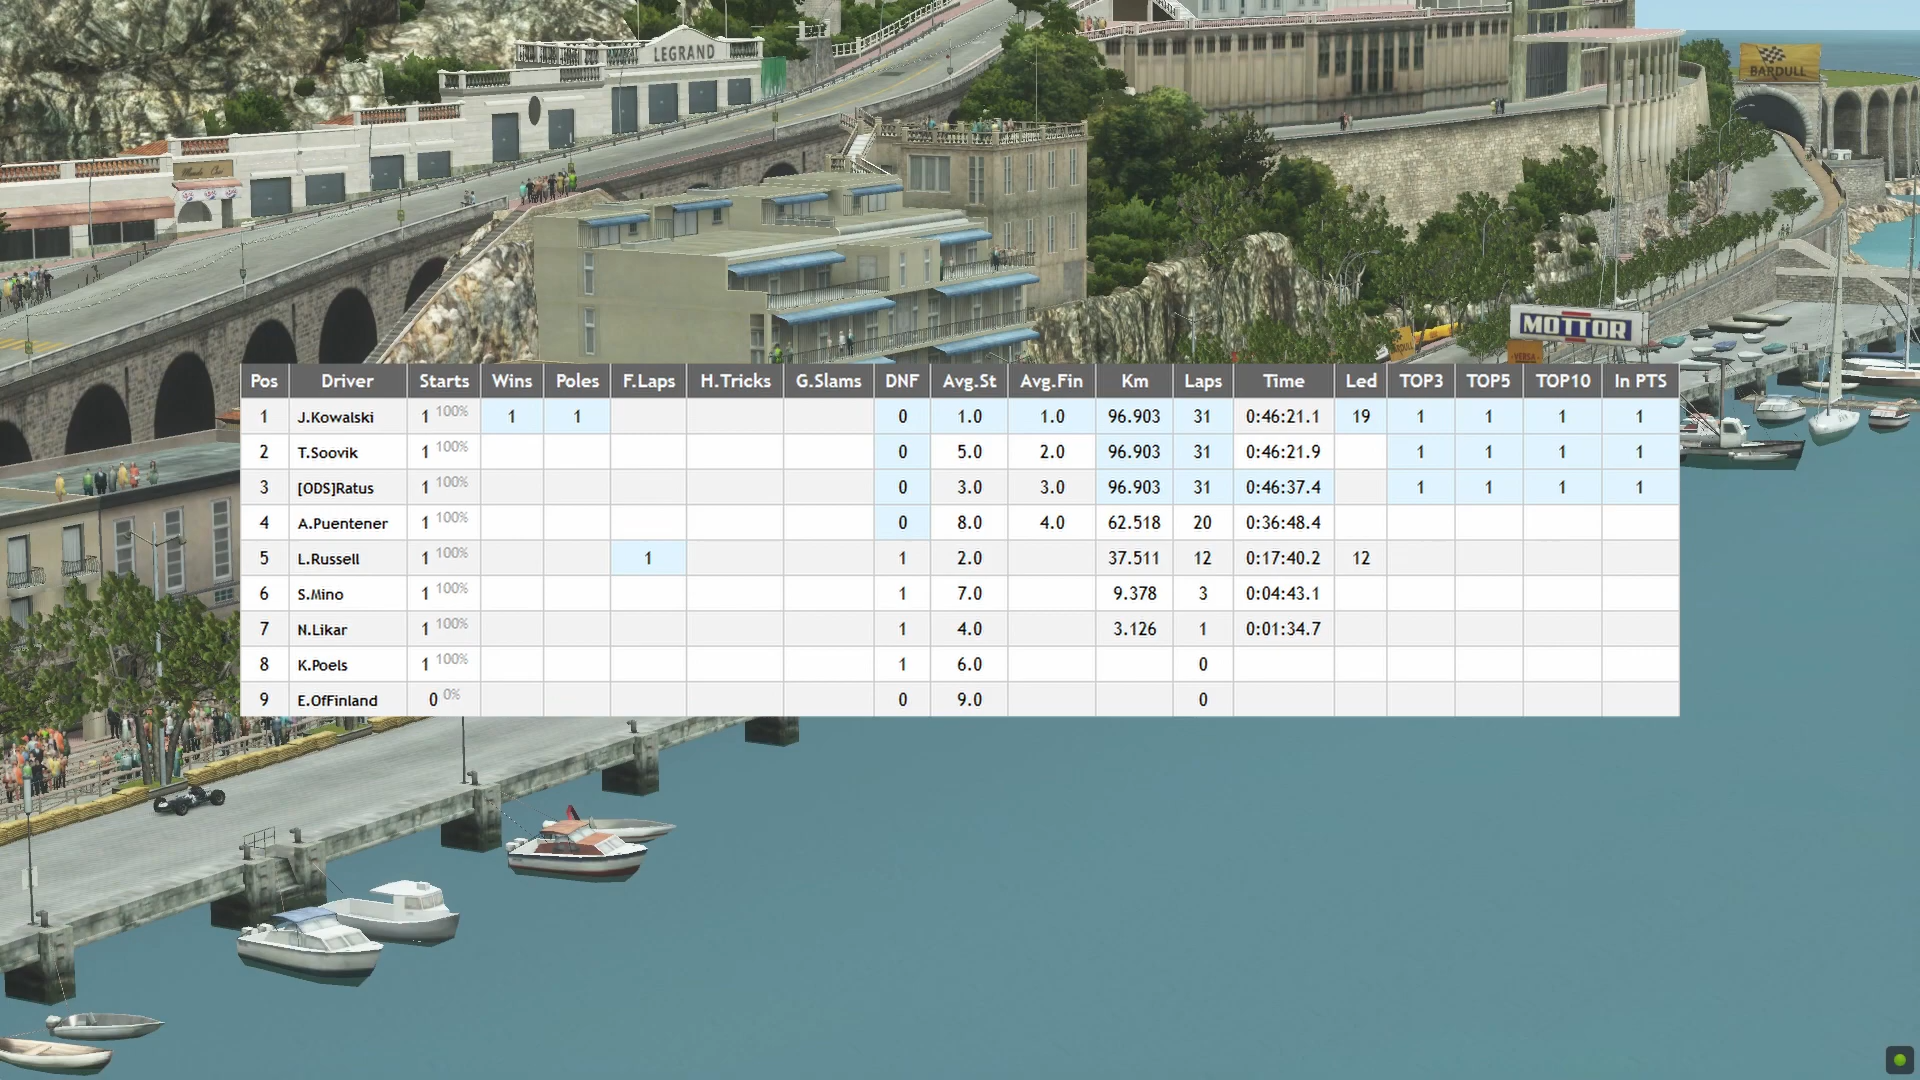 LEGRAND
BARDULL
MOTTOR
VERSA
Pos Driver Starts Wins Poles F.Laps H.Tricks G.Slams DNF Avg.St Avg.Fin Km Laps Time Led TOP3 TOP5 TOP10 In PTS
1 J.Kowalski 1 100% 1 1 0 1.0 1.0 96.903 31 0:46:21.1 19 1 1 1 1
2 T.Soovik 1 100% 0 5.0 2.0 96.903 31 0:46:21.9 1 1 1 1
3 [ODS]Ratus 1 100% 0 3.0 3.0 96.903 31 0:46:37.4 1 1 1 1
4 A.Puentener 1 100% 0 8.0 4.0 62.518 20 0:36:48.4
5 L.Russell 1 100% 1 1 2.0 37.511 12 0:17:40.2 12
6 S.Mino 1 100% 1 7.0 9.378 3 0:04:43.1
7 N.Likar 1 100% 1 4.0 3.126 1 0:01:34.7
8 K.Poels 1 100% 1 6.0 0
9 E.OfFinland 0 0% 0 9.0 0